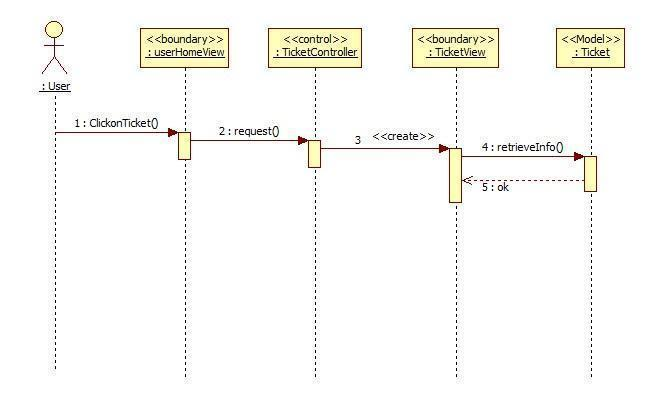 <<boundary>>
: userHomeView
<<control>>
: TicketController
<<boundary>>
: TicketView
<<Model>>
: Ticket
: User
1 : ClickonTicket()
2 : request()
3 <<create>>
4 : retrieveInfo()
5 : ok